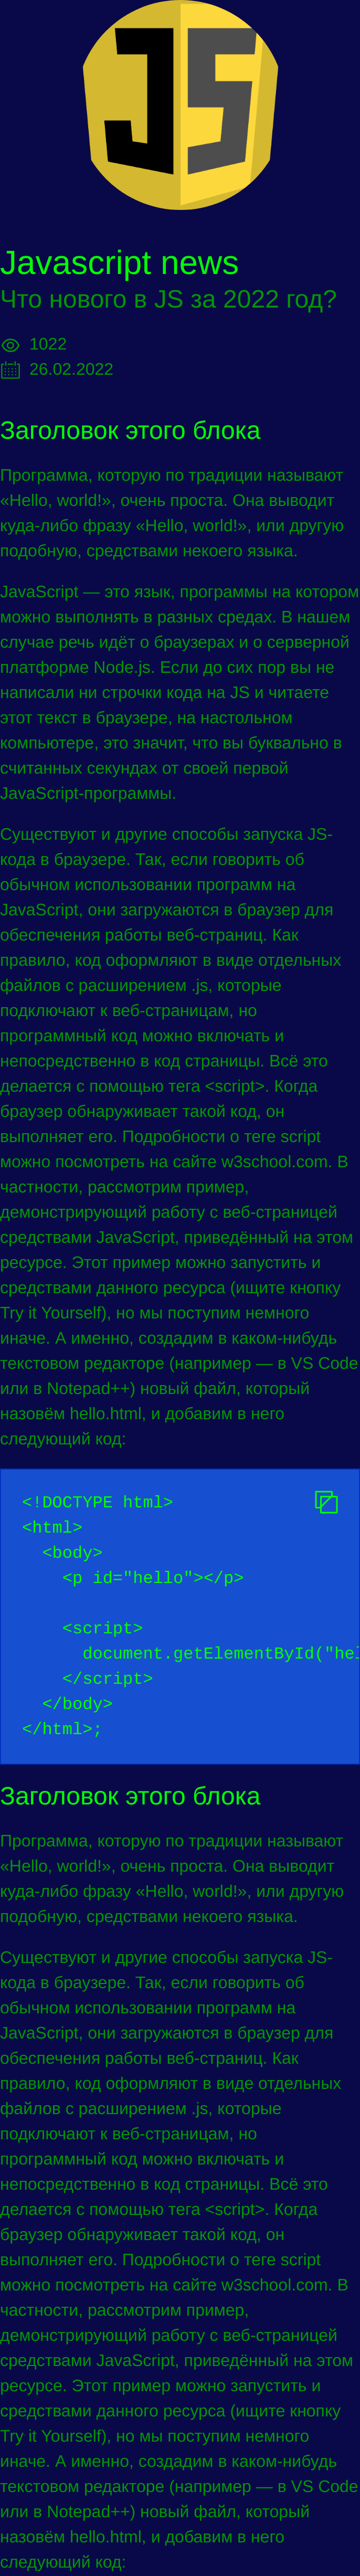 JS
Javascript news
Что нового в JS за 2022 год?
1022
26.02.2022
Заголовок этого блока
Программа, которую по традиции называют
«Hello, world!», очень проста. Она выводит
куда-либо фразу «Hello, world!», или другую
подобную, средствами некоего языка.
JavaScript — это язык, программы на котором
можно выполнять в разных средах. В нашем
случае речь идёт о браузерах и о серверной
платформе Node.js. Если до сих пор вы не
написали ни строчки кода на JS и читаете
этот текст в браузере, на настольном
компьютере, это значит, что вы буквально в
считанных секундах от своей первой
JavaScript-программы.
Существуют и другие способы запуска JS-
кода в браузере. Так, если говорить об
обычном использовании программ на
JavaScript, они загружаются в браузер для
обеспечения работы веб-страниц. Как
правило, код оформляют в виде отдельных
файлов с расширением .js, которые
подключают к веб-страницам, но
программный код можно включать и
непосредственно в код страницы. Всё это
делается с помощью тега <script>. Когда
браузер обнаруживает такой код, он
выполняет его. Подробности о теге script
можно посмотреть на сайте w3school.com. В
частности, рассмотрим пример,
демонстрирующий работу с веб-страницей
средствами JavaScript, приведённый на этом
ресурсе. Этот пример можно запустить и
средствами данного ресурса (ищите кнопку
Try it Yourself), но мы поступим немного
иначе. А именно, создадим в каком-нибудь
текстовом редакторе (например — в VS Code
или в Notepad++) новый файл, который
назовём hello.html, и добавим в него
следующий код:
<!DOCTYPE html>
<html>
  <body>
    <p id="hello"></p>
    <script>
      document.getElementById("hel
    </script>
  </body>
</html>;
Заголовок этого блока
Программа, которую по традиции называют
«Hello, world!», очень проста. Она выводит
куда-либо фразу «Hello, world!», или другую
подобную, средствами некоего языка.
Существуют и другие способы запуска JS-
кода в браузере. Так, если говорить об
обычном использовании программ на
JavaScript, они загружаются в браузер для
обеспечения работы веб-страниц. Как
правило, код оформляют в виде отдельных
файлов с расширением .js, которые
подключают к веб-страницам, но
программный код можно включать и
непосредственно в код страницы. Всё это
делается с помощью тега <script>. Когда
браузер обнаруживает такой код, он
выполняет его. Подробности о теге script
можно посмотреть на сайте w3school.com. В
частности, рассмотрим пример,
демонстрирующий работу с веб-страницей
средствами JavaScript, приведённый на этом
ресурсе. Этот пример можно запустить и
средствами данного ресурса (ищите кнопку
Try it Yourself), но мы поступим немного
иначе. А именно, создадим в каком-нибудь
текстовом редакторе (например — в VS Code
или в Notepad++) новый файл, который
назовём hello.html, и добавим в него
следующий код: